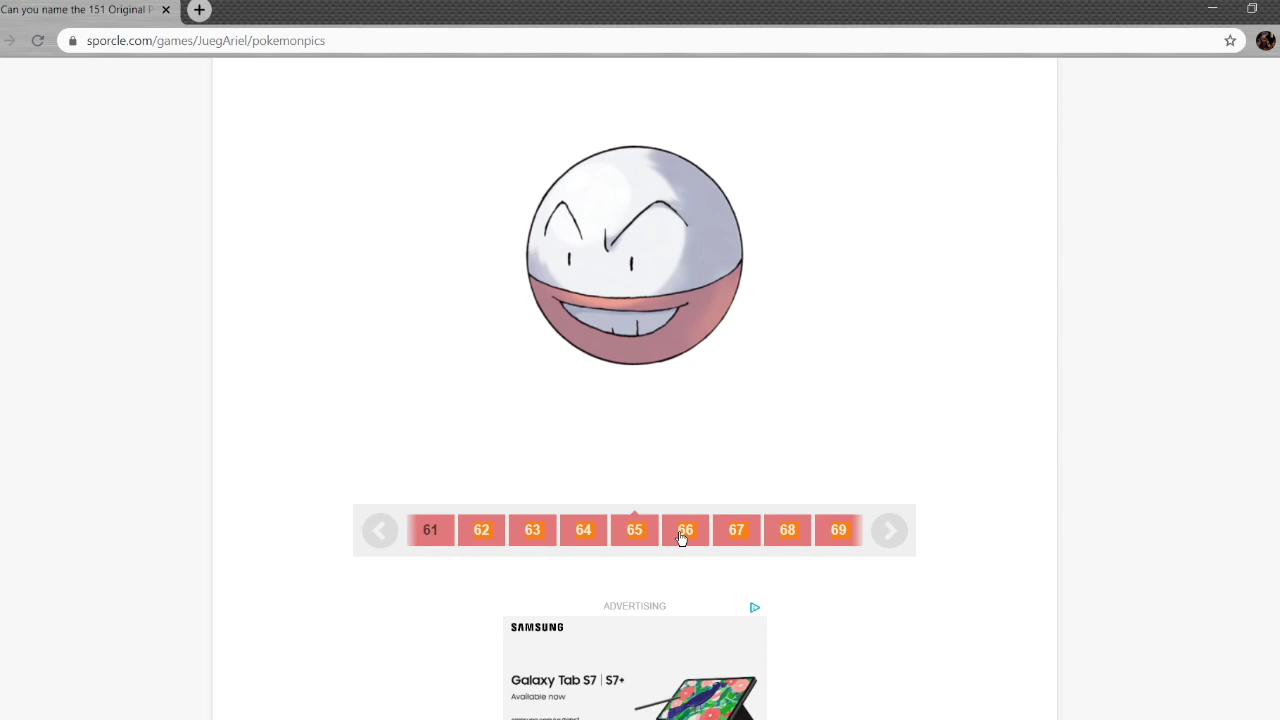 Can you name the 151 Original P
sporcle.com/games/JuegAriel/pokemonpics
61 62 63 64 65 66 67 68 69
ADVERTISING
SAMSUNG
Galaxy Tab S7 | S7+
Available now